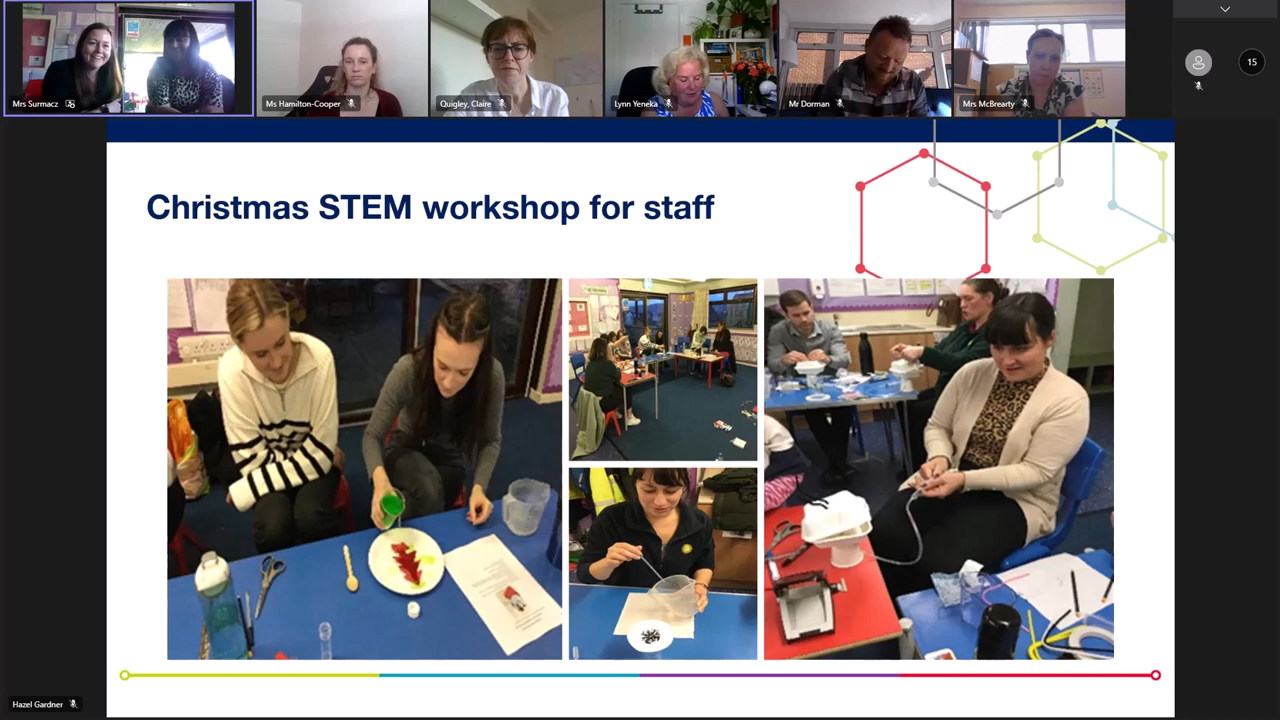 Mrs Surmacz
Ms Hamilton-Cooper
Quigley, Claire
Lynn Yeneka
Mr Dorman
Mrs McBrearty
15
Christmas STEM workshop for staff
Hazel Gardner